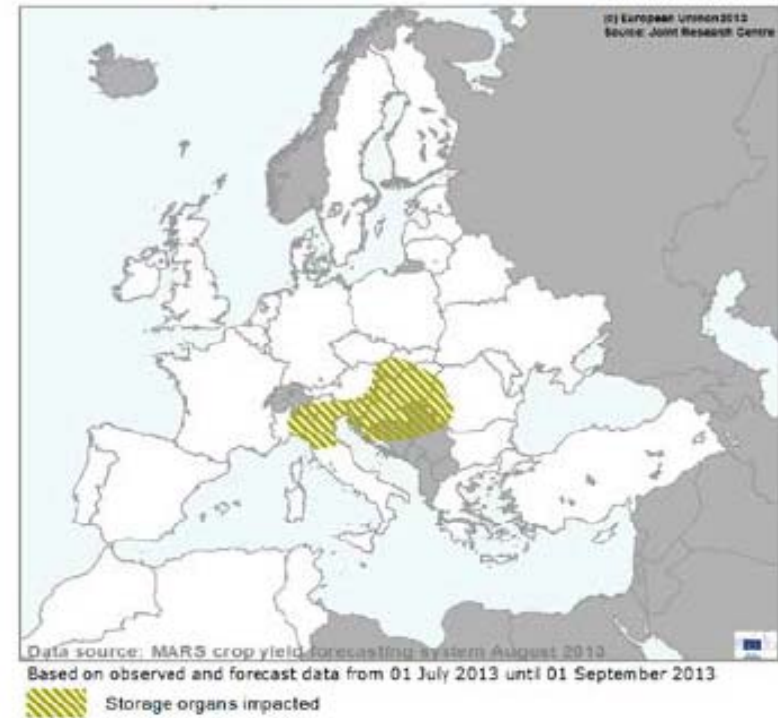 (c) European Uninon2013
Source: Joint Research Centre
Data source: MARS crop yield forecasting system August 2013
Based on observed and forecast data from 01 July 2013 until 01 September 2013
Storage organs impacted